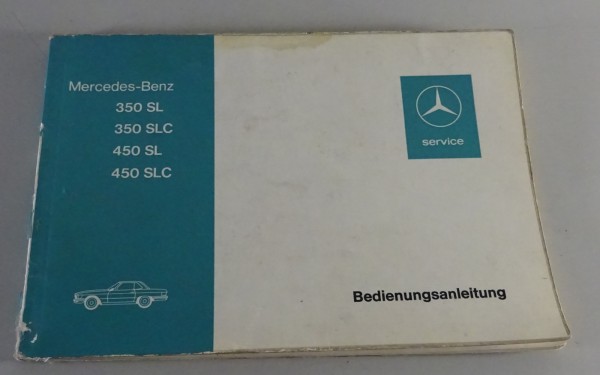 Mercedes-Benz
350 SL
350 SLC
450 SL
450 SLC
service
Bedienungsanleitung